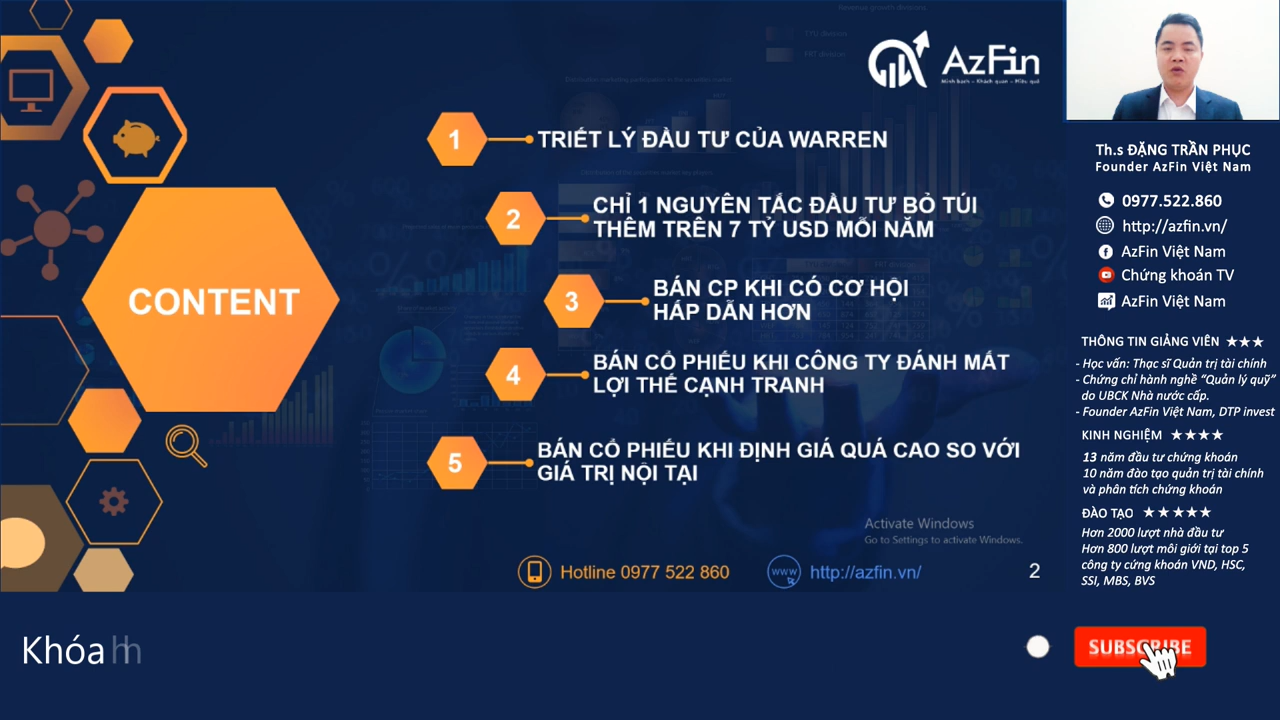 AzFin
Minh bạch – Khách quan – Hiệu quả
CONTENT
1
TRIẾT LÝ ĐẦU TƯ CỦA WARREN
2
CHỈ 1 NGUYÊN TẮC ĐẦU TƯ BỎ TÚI
THÊM TRÊN 7 TỶ USD MỖI NĂM
3
BÁN CP KHI CÓ CƠ HỘI
HẤP DẪN HƠN
4
BÁN CỔ PHIẾU KHI CÔNG TY ĐÁNH MẤT
LỢI THẾ CẠNH TRANH
5
BÁN CỔ PHIẾU KHI ĐỊNH GIÁ QUÁ CAO SO VỚI
GIÁ TRỊ NỘI TẠI
Activate Windows
Go to Settings to activate Windows.
Hotline 0977 522 860
www
http://azfin.vn/
2
Th.s ĐẶNG TRẦN PHỤC
Founder AzFin Việt Nam
0977.522.860
http://azfin.vn/
AzFin Việt Nam
Chứng khoán TV
AzFin Việt Nam
THÔNG TIN GIẢNG VIÊN ★★★
- Học vấn: Thạc sĩ Quản trị tài chính
- Chứng chỉ hành nghề “Quản lý quỹ”
do UBCK Nhà nước cấp.
- Founder AzFin Việt Nam, DTP invest
KINH NGHIỆM ★★★★
13 năm đầu tư chứng khoán
10 năm đào tạo quản trị tài chính
và phân tích chứng khoán
ĐÀO TẠO ★★★★★
Hơn 2000 lượt nhà đầu tư
Hơn 800 lượt môi giới tại top 5
công ty cứng khoán VND, HSC,
SSI, MBS, BVS
Khóa
SUBSCRIBE